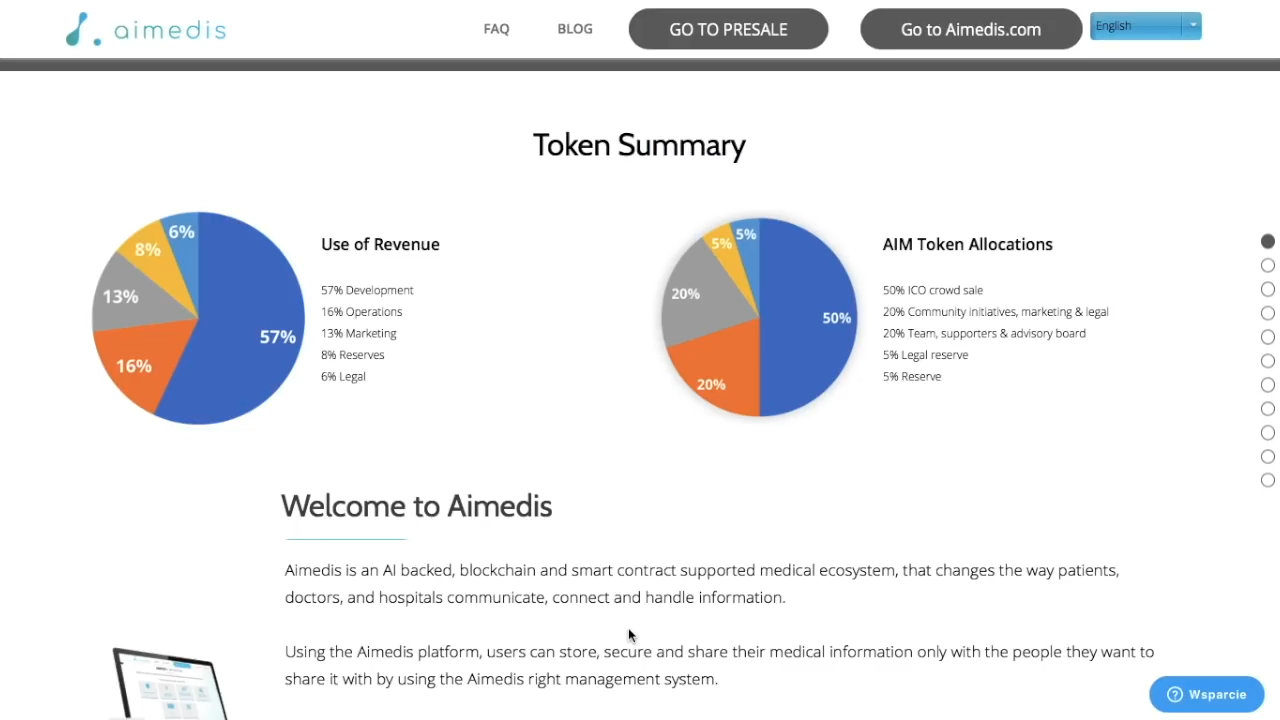 aimedis
FAQ
BLOG
GO TO PRESALE
Go to Aimedis.com
English
Token Summary
6%
8%
13%
16%
57%
Use of Revenue
57% Development
16% Operations
13% Marketing
8% Reserves
6% Legal
5%
5%
20%
20%
50%
AIM Token Allocations
50% ICO crowd sale
20% Community initiatives, marketing & legal
20% Team, supporters & advisory board
5% Legal reserve
5% Reserve
Welcome to Aimedis
Aimedis is an AI backed, blockchain and smart contract supported medical ecosystem, that changes the way patients,
doctors, and hospitals communicate, connect and handle information.
Using the Aimedis platform, users can store, secure and share their medical information only with the people they want to
share it with by using the Aimedis right management system.
Wsparcie